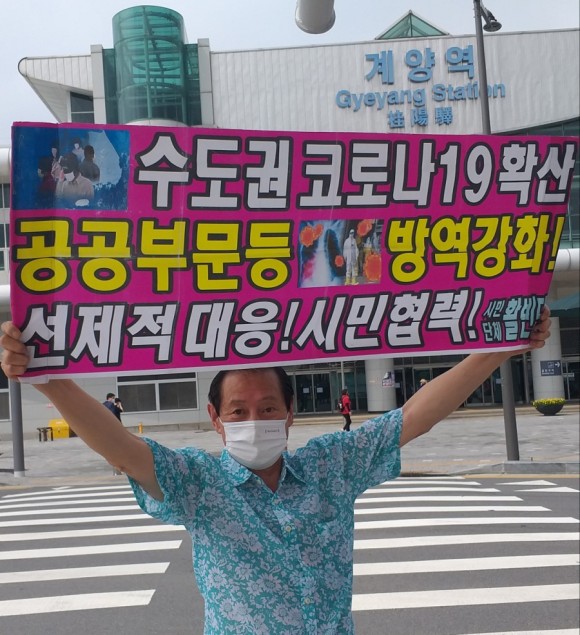 계양역
Gyeyang Station
桂陽驛
수도권 코로나19 확산
공공부문등 방역강화!
선제적 대응! 시민협력! 시민단체 활빈단